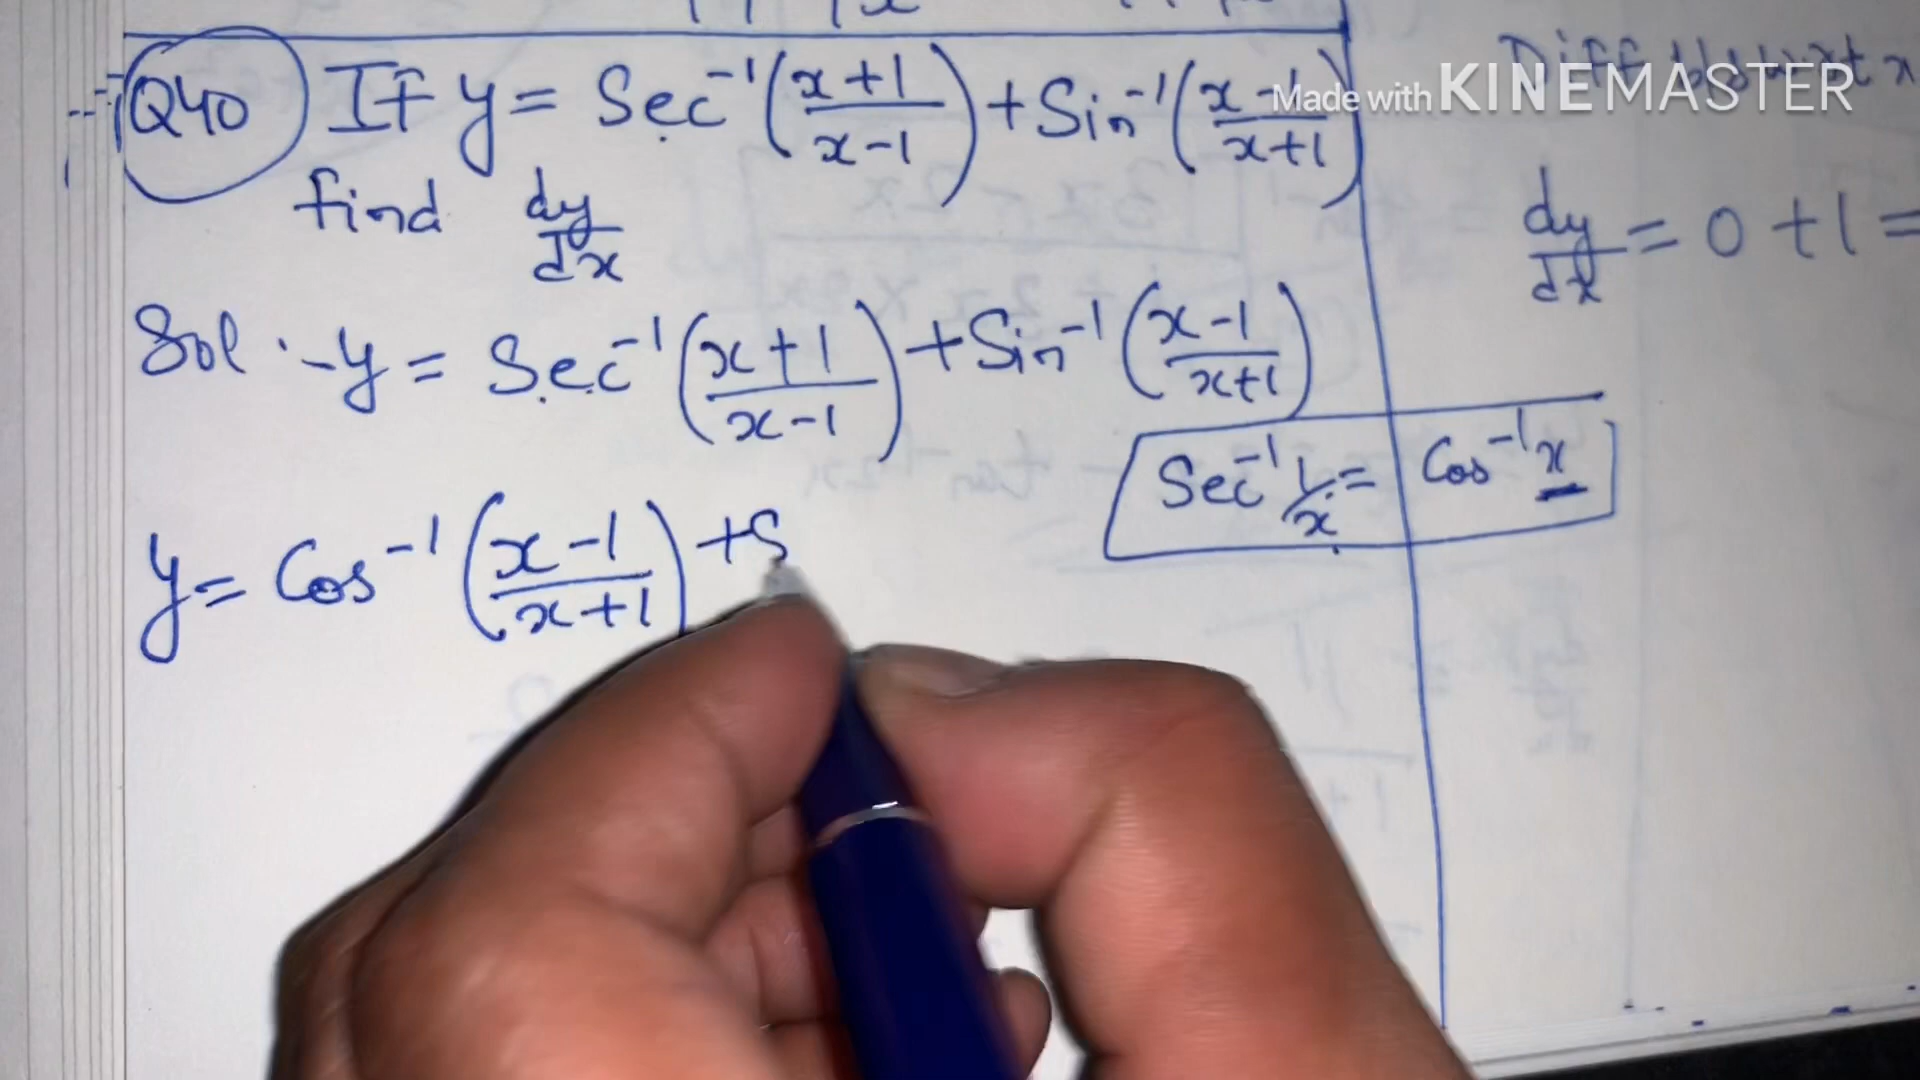 Q40 If y = Sec⁻¹(x+1/x-1) + Sin⁻¹(x-1/x+1)
find dy/dx
Sol :- y = Sec⁻¹(x+1/x-1) + Sin⁻¹(x-1/x+1)
Sec⁻¹ 1/x = Cos⁻¹ x
y = Cos⁻¹(x-1/x+1) + S
Made with KINEMASTER
Diff x
dy/dx = 0 + 1 =